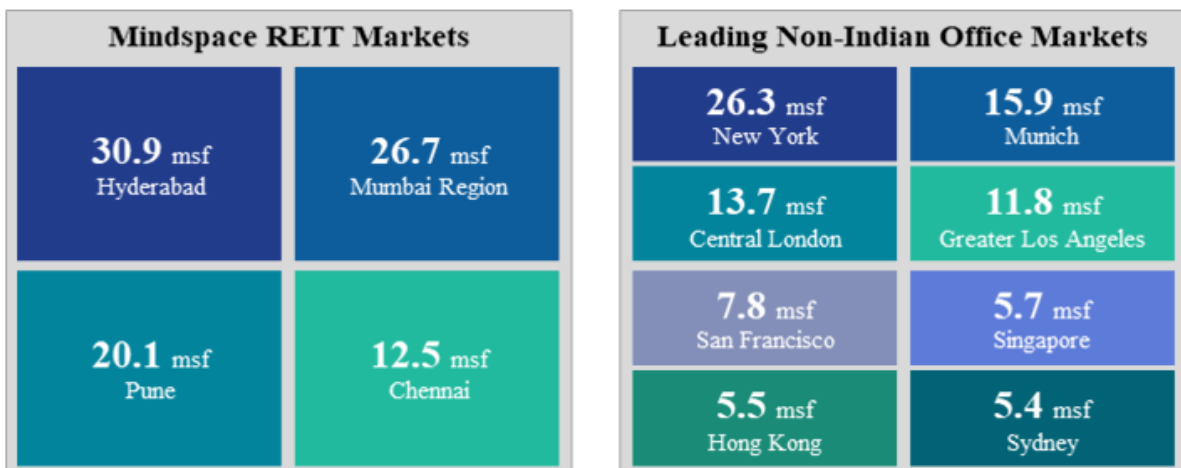 Mindspace REIT Markets
30.9 msf
Hyderabad
26.7 msf
Mumbai Region
20.1 msf
Pune
12.5 msf
Chennai
Leading Non-Indian Office Markets
26.3 msf
New York
15.9 msf
Munich
13.7 msf
Central London
11.8 msf
Greater Los Angeles
7.8 msf
San Francisco
5.7 msf
Singapore
5.5 msf
Hong Kong
5.4 msf
Sydney